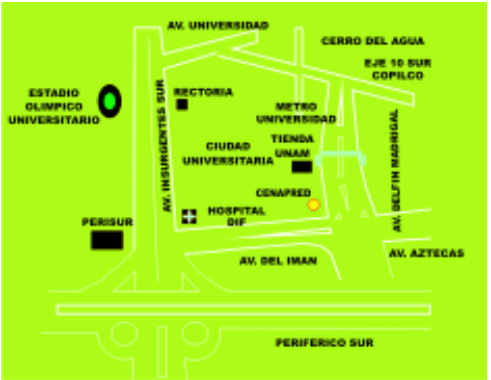 AV. UNIVERSIDAD
CERRO DEL AGUA
EJE 10 SUR
COPILCO
ESTADIO
OLIMPICO
UNIVERSITARIO
AV. INSURGENTES SUR
RECTORIA
METRO
UNIVERSIDAD
TIENDA
UNAM
CIUDAD
UNIVERSITARIA
AV. DELFIN MADRIGAL
CENAPRED
HOSPITAL
DIF
PERISUR
AV. DEL IMAN
AV. AZTECAS
PERIFERICO SUR